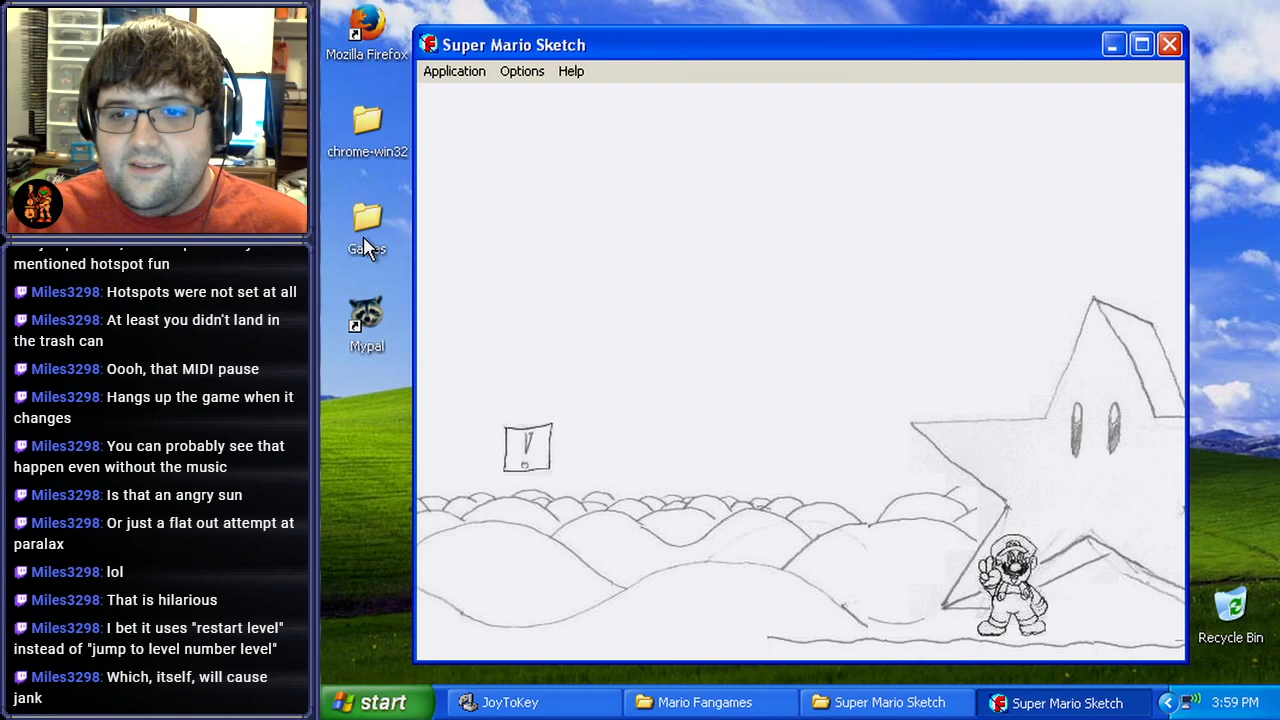 mentioned hotspot fun
Miles3298: Hotspots were not set at all
Miles3298: At least you didn't land in
the trash can
Miles3298: Oooh, that MIDI pause
Miles3298: Hangs up the game when it
changes
Miles3298: You can probably see that
happen even without the music
Miles3298: Is that an angry sun
Miles3298: Or just a flat out attempt at
paralax
Miles3298: lol
Miles3298: That is hilarious
Miles3298: I bet it uses "restart level"
instead of "jump to level number level"
Miles3298: Which, itself, will cause
jank
Mozilla Firefox
chrome-win32
Games
Mypal
Super Mario Sketch
Application Options Help
!
Recycle Bin
start
JoyToKey
Mario Fangames
Super Mario Sketch
Super Mario Sketch
3:59 PM